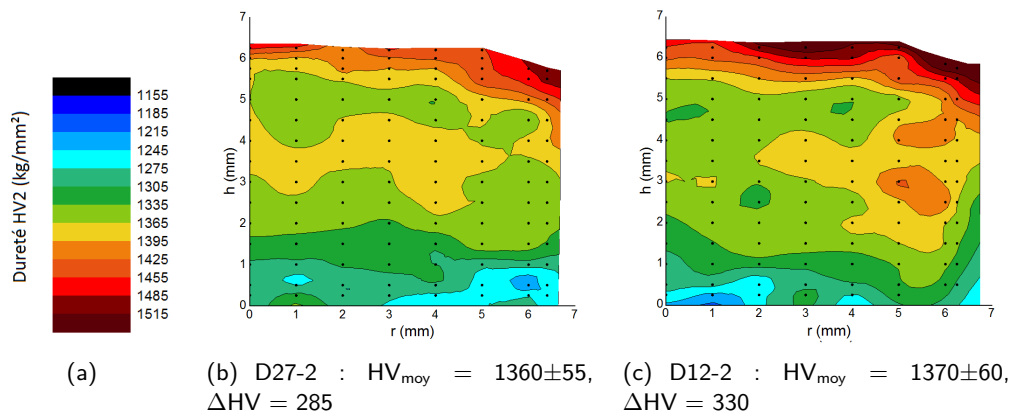 Dureté HV2 (kg/mm²)
1155
1185
1215
1245
1275
1305
1335
1365
1395
1425
1455
1485
1515
(a)
h (mm)
7
6
5
4
3
2
1
0
0 1 2 3 4 5 6 7
r (mm)
(b) D27-2 : HVmoy = 1360±55,
ΔHV = 285
h (mm)
7
6
5
4
3
2
1
0
0 1 2 3 4 5 6 7
r (mm)
(c) D12-2 : HVmoy = 1370±60,
ΔHV = 330